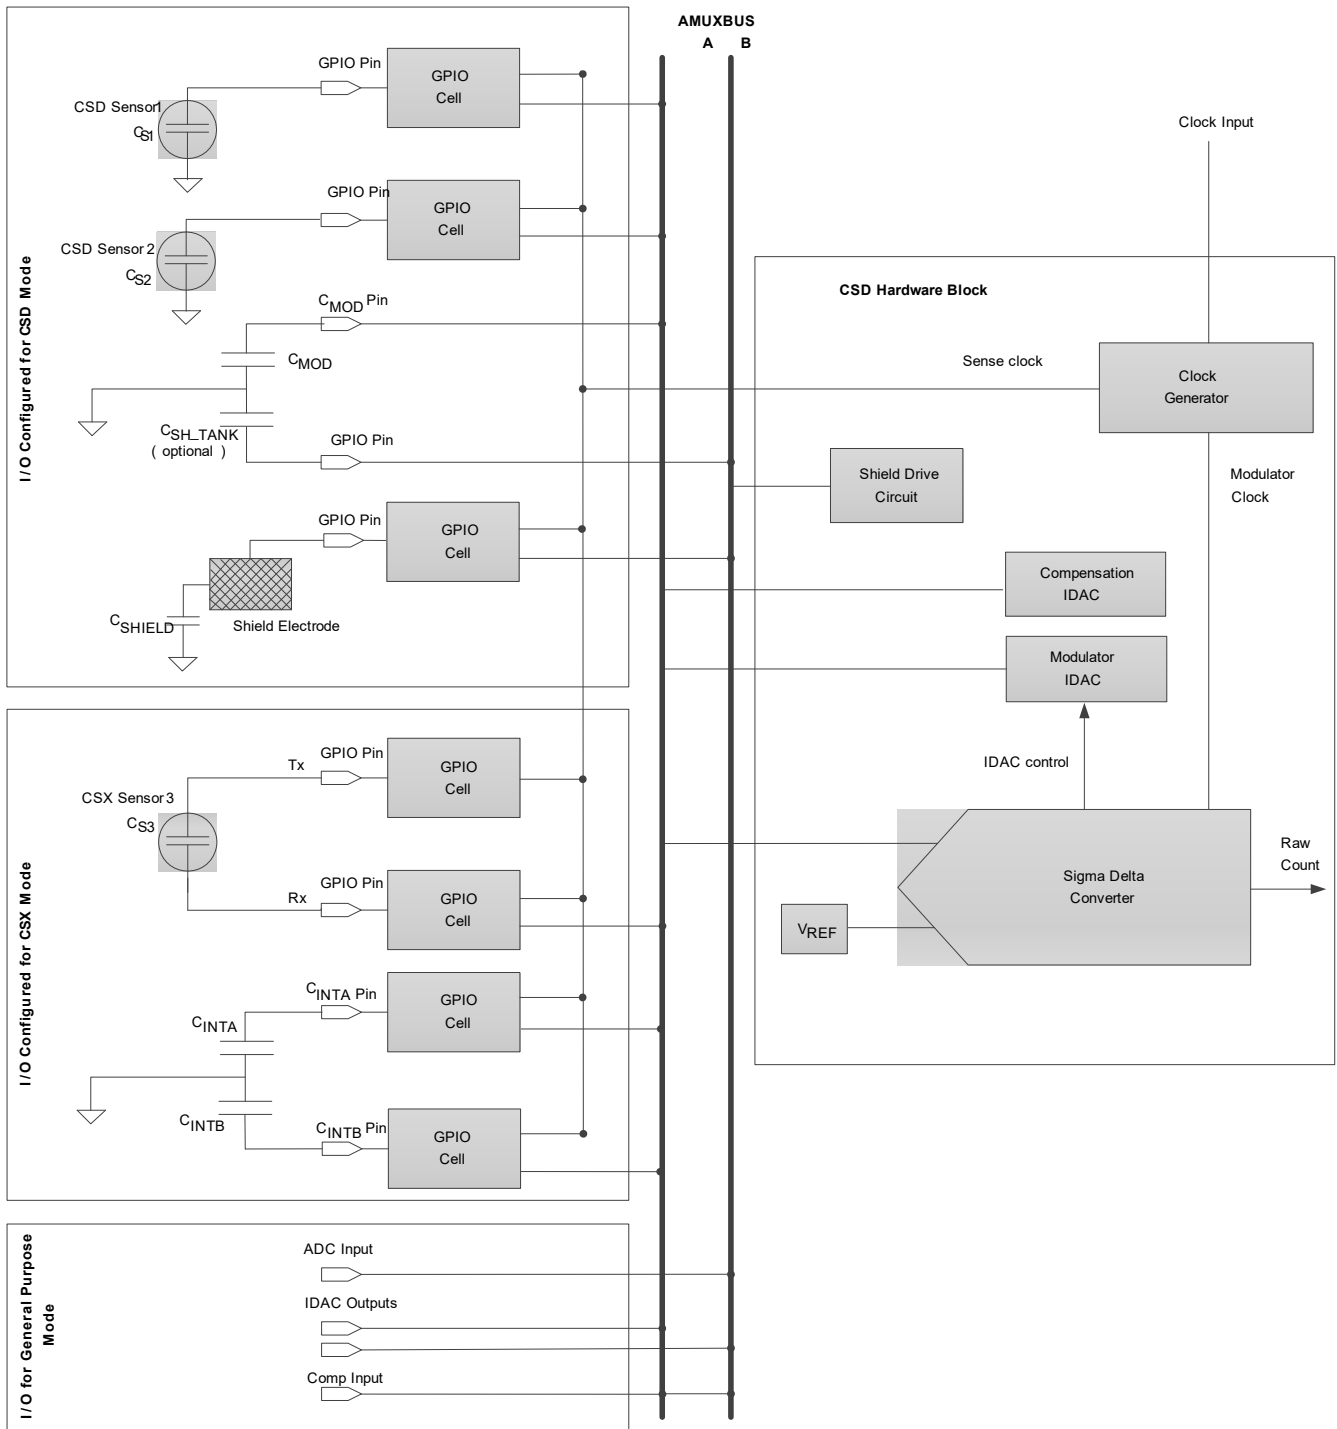 AMUXBUS
A B
I/O Configured for CSD Mode
GPIO Pin
GPIO
Cell
CSD Sensor1
CS1
GPIO Pin
GPIO
Cell
CSD Sensor 2
CS2
CMOD Pin
CMOD
CSH_TANK
( optional )
GPIO Pin
GPIO Pin
GPIO
Cell
CSHIELD
Shield Electrode
I/O Configured for CSX Mode
Tx
GPIO Pin
GPIO
Cell
CSX Sensor 3
CS3
Rx
GPIO Pin
GPIO
Cell
CINTA Pin
GPIO
Cell
CINTA
CINTB
CINTB Pin
GPIO
Cell
I/O for General Purpose
Mode
ADC Input
IDAC Outputs
Comp Input
Clock Input
CSD Hardware Block
Sense clock
Clock
Generator
Shield Drive
Circuit
Modulator
Clock
Compensation
IDAC
Modulator
IDAC
IDAC control
Sigma Delta
Converter
VREF
Raw
Count